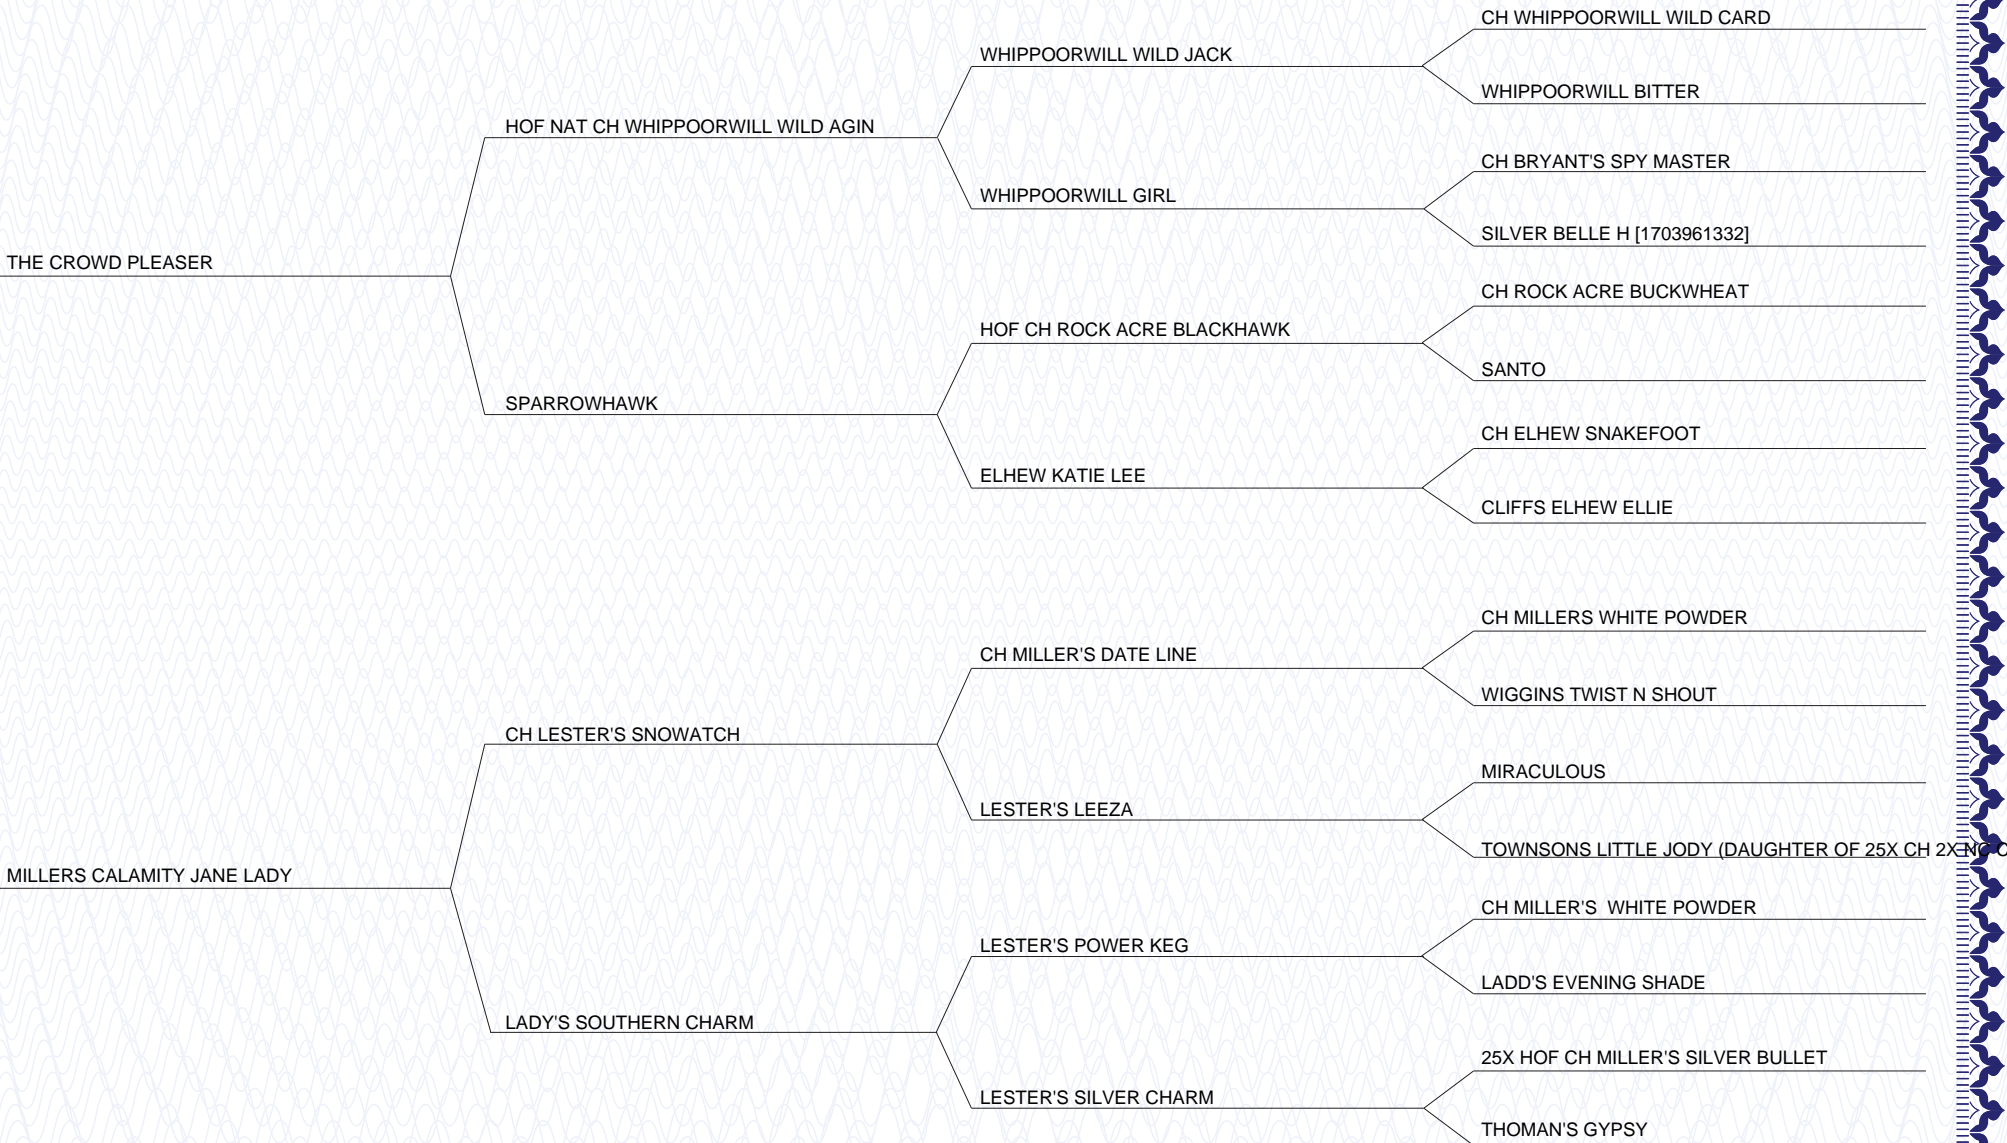 CH WHIPPOORWILL WILD CARD
WHIPPOORWILL WILD JACK
WHIPPOORWILL BITTER
HOF NAT CH WHIPPOORWILL WILD AGIN
CH BRYANT'S SPY MASTER
WHIPPOORWILL GIRL
SILVER BELLE H [1703961332]
THE CROWD PLEASER
CH ROCK ACRE BUCKWHEAT
HOF CH ROCK ACRE BLACKHAWK
SANTO
SPARROWHAWK
CH ELHEW SNAKEFOOT
ELHEW KATIE LEE
CLIFFS ELHEW ELLIE
CH MILLERS WHITE POWDER
CH MILLER'S DATE LINE
WIGGINS TWIST N SHOUT
CH LESTER'S SNOWATCH
MIRACULOUS
LESTER'S LEEZA
TOWNSONS LITTLE JODY (DAUGHTER OF 25X CH 2X NC
MILLERS CALAMITY JANE LADY
CH MILLER'S  WHITE POWDER
LESTER'S POWER KEG
LADD'S EVENING SHADE
LADY'S SOUTHERN CHARM
25X HOF CH MILLER'S SILVER BULLET
LESTER'S SILVER CHARM
THOMAN'S GYPSY